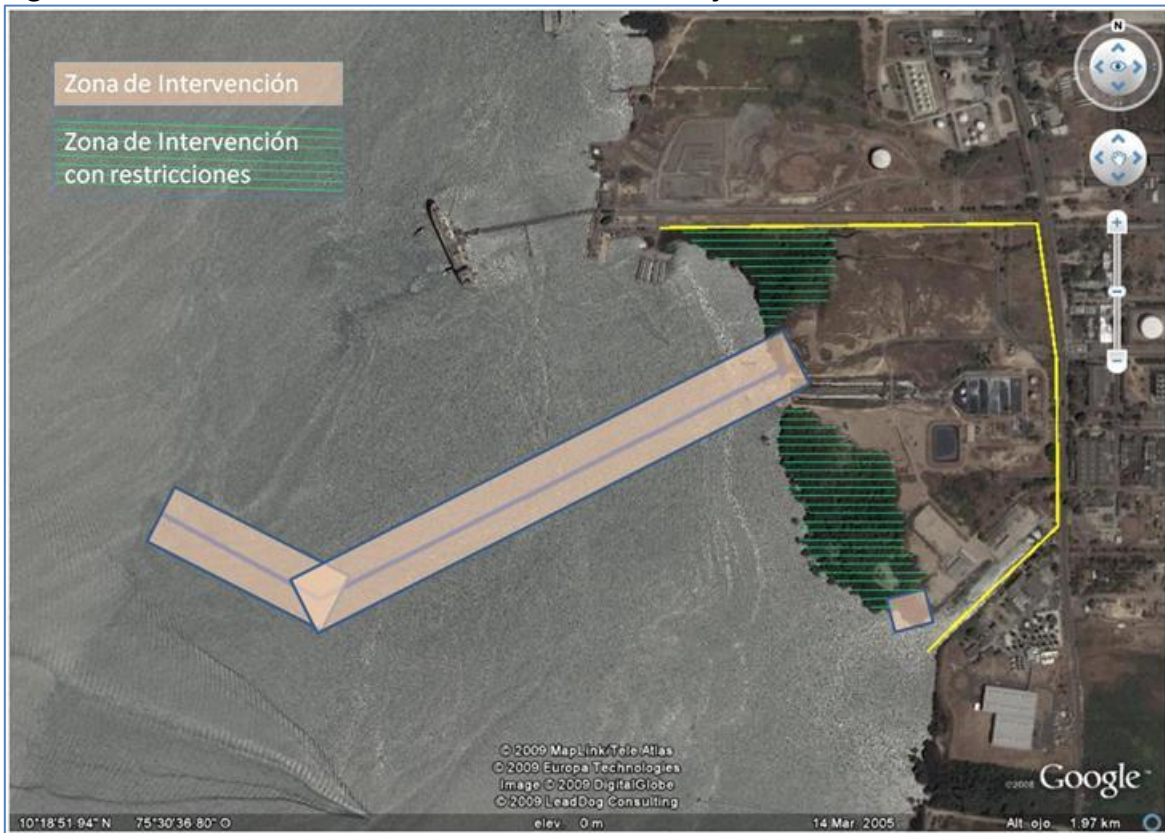 Zona de Intervención
Zona de Intervención
con restricciones
N
© 2009 MapLink/Tele Atlas
© 2009 Europa Technologies
Image © 2009 DigitalGlobe
© 2009 LeadDog Consulting
©2008 Google™
10°18'51.94" N 75°30'36.80" O elev. 0 m 14 Mar. 2005 Alt. ojo 1.97 km